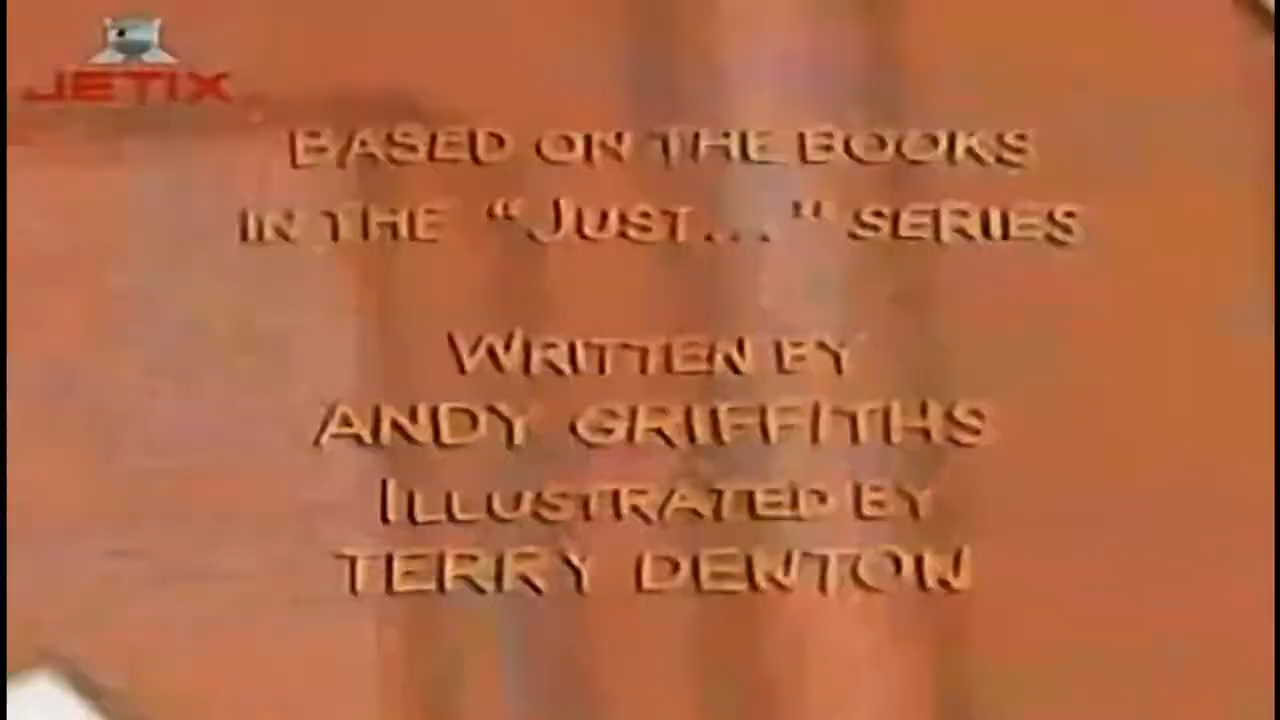 JETIX
BASED ON THE BOOKS
IN THE "JUST..." SERIES
WRITTEN BY
ANDY GRIFFITHS
ILLUSTRATED BY
TERRY DENTON